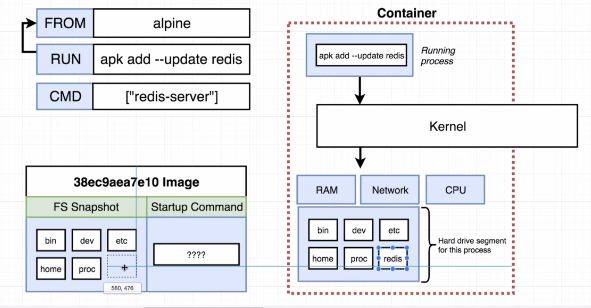 Container
FROM alpine
RUN apk add --update redis
CMD ["redis-server"]
apk add --update redis
Running
process
Kernel
RAM Network CPU
bin dev etc
home proc redis
Hard drive segment
for this process
38ec9aea7e10 Image
FS Snapshot Startup Command
bin dev etc
home proc
????
580, 476